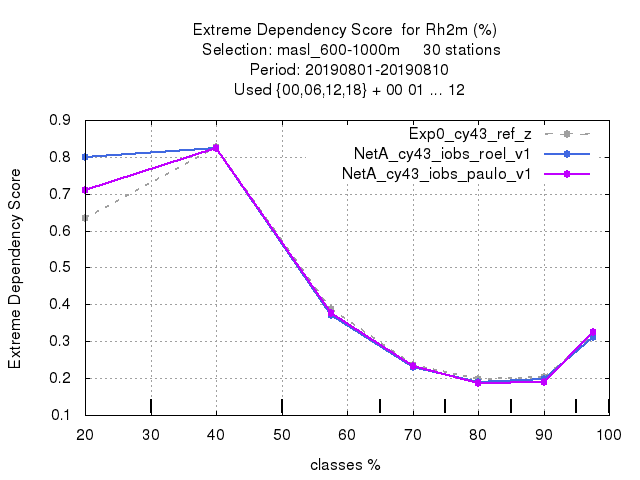 Extreme Dependency Score  for Rh2m (%)
Selection: masl_600-1000m     30 stations
Period: 20190801-20190810
Used {00,06,12,18} + 00 01 ... 12
Exp0_cy43_ref_z
NetA_cy43_iobs_roel_v1
NetA_cy43_iobs_paulo_v1
Extreme Dependency Score
0.9
0.8
0.7
0.6
0.5
0.4
0.3
0.2
0.1
20 30 40 50 60 70 80 90 100
classes %